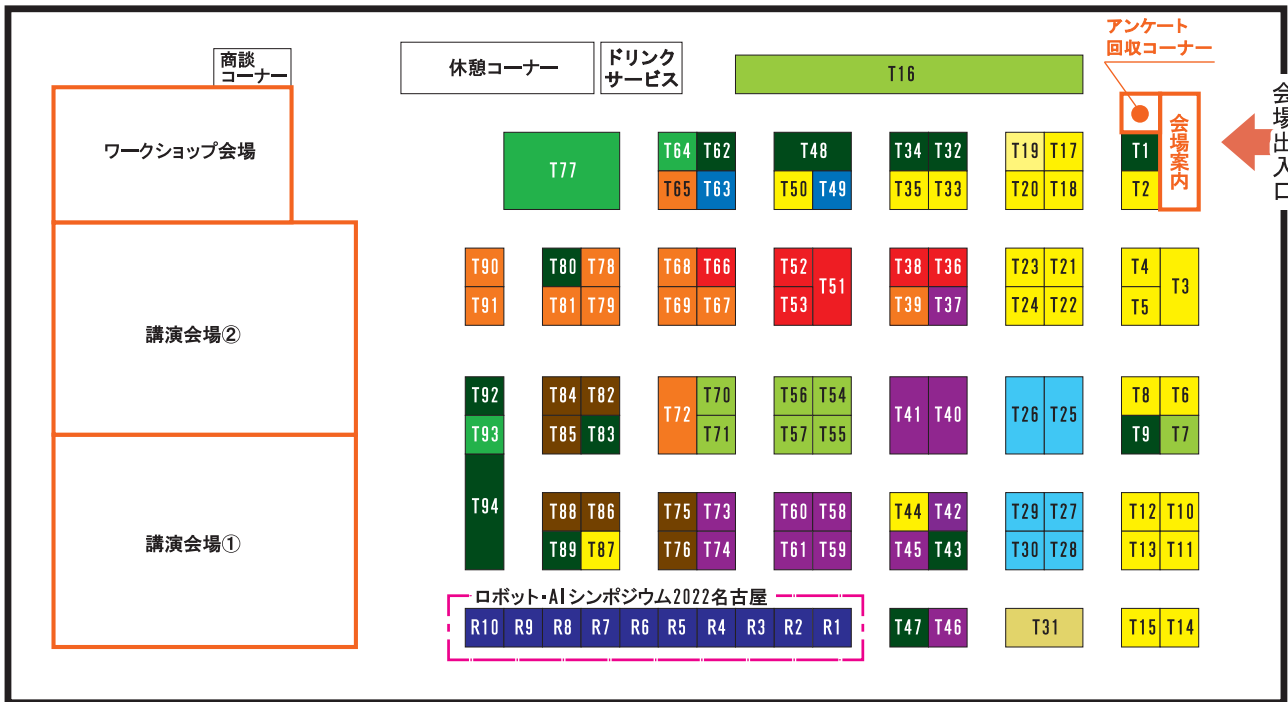 アンケート
回収コーナー
商談
コーナー
休憩コーナー
ドリンク
サービス
T16
会場出入口
会場案内
ワークショップ会場
T77
T64 T62
T65 T63
T48
T50 T49
T34 T32
T35 T33
T19 T17
T20 T18
T1
T2
講演会場②
T90
T91
T80 T78
T81 T79
T68 T66
T69 T67
T52
T53
T51
T38 T36
T39 T37
T23 T21
T24 T22
T4
T5
T3
T92
T93
T94
T84 T82
T85 T83
T72
T70
T71
T56 T54
T57 T55
T41 T40
T26 T25
T8 T6
T9 T7
講演会場①
T88 T86
T89 T87
T75 T73
T76 T74
T60 T58
T61 T59
T44 T42
T45 T43
T29 T27
T30 T28
T12 T10
T13 T11
ロボット・AIシンポジウム2022名古屋
R10 R9 R8 R7 R6 R5 R4 R3 R2 R1
T47 T46
T31
T15 T14